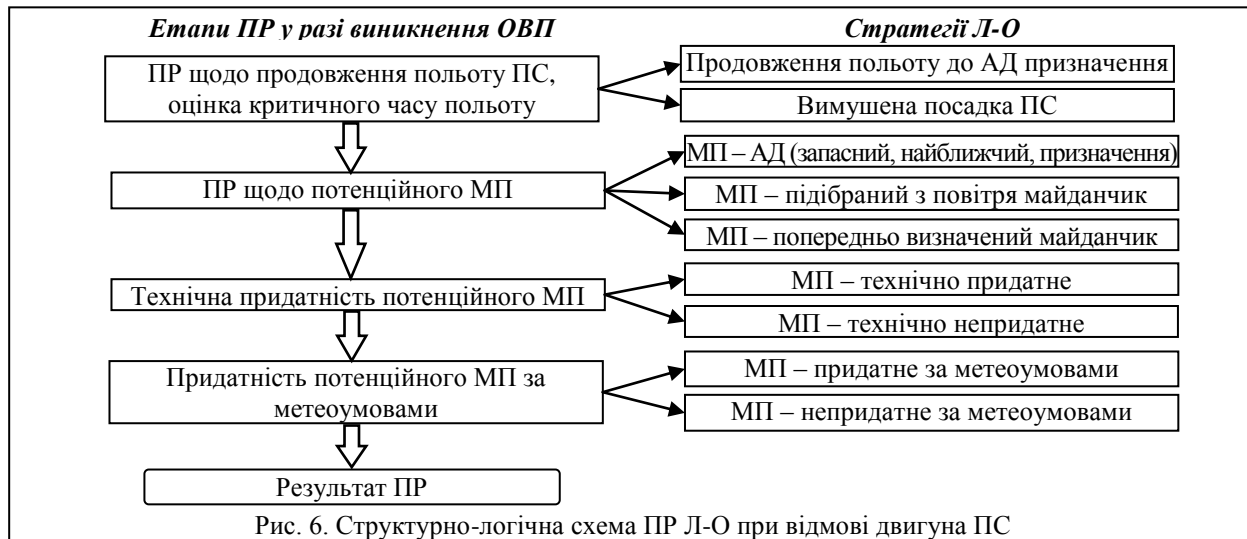 Етапи ПР у разі виникнення ОВП
Стратегії Л-О
ПР щодо продовження польоту ПС,
оцінка критичного часу польоту
Продовження польоту до АД призначення
Вимушена посадка ПС
ПР щодо потенційного МП
МП – АД (запасний, найближчий, призначення)
МП – підібраний з повітря майданчик
МП – попередньо визначений майданчик
Технічна придатність потенційного МП
МП – технічно придатне
МП – технічно непридатне
Придатність потенційного МП за
метеоумовами
МП – придатне за метеоумовами
МП – непридатне за метеоумовами
Результат ПР
Рис. 6. Структурно-логічна схема ПР Л-О при відмові двигуна ПС